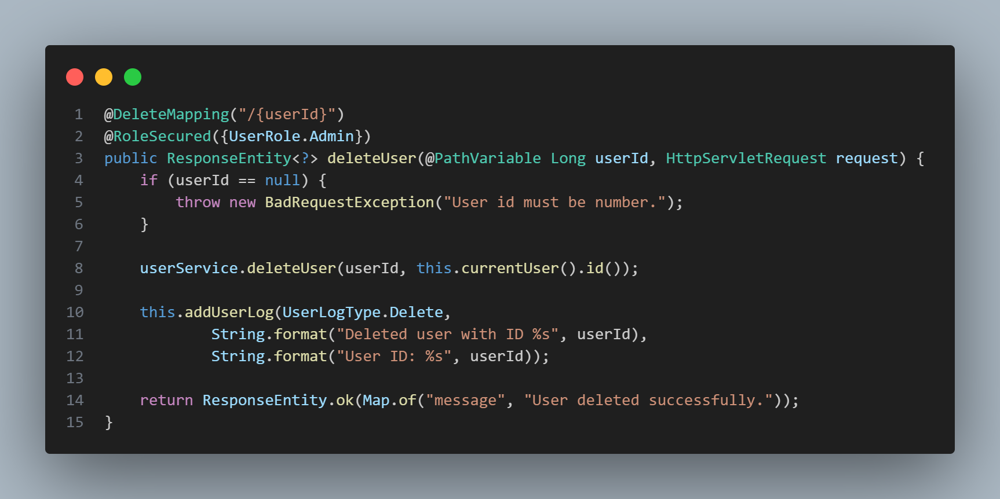 1 @DeleteMapping("/{userId}")
2 @RoleSecured({UserRole.Admin})
3 public ResponseEntity<?> deleteUser(@PathVariable Long userId, HttpServletRequest request) {
4     if (userId == null) {
5         throw new BadRequestException("User id must be number.");
6     }
7
8     userService.deleteUser(userId, this.currentUser().id());
9
10     this.addUserLog(UserLogType.Delete,
11             String.format("Deleted user with ID %s", userId),
12             String.format("User ID: %s", userId));
13
14     return ResponseEntity.ok(Map.of("message", "User deleted successfully."));
15 }